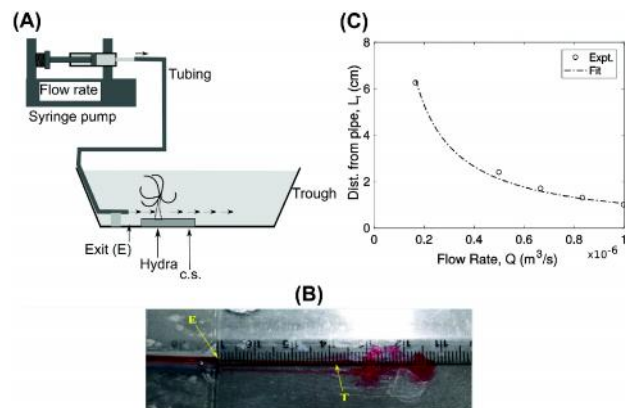 (A)
Tubing
Flow rate
Syringe pump
Trough
Exit (E)
Hydra
c.s.
(C)
Expt.
Fit
Dist. from pipe, Lf (cm)
8
6
4
2
0
0 0.2 0.4 0.6 0.8 1
×10⁻⁶
Flow Rate, Q (m³/s)
(B)
E
T